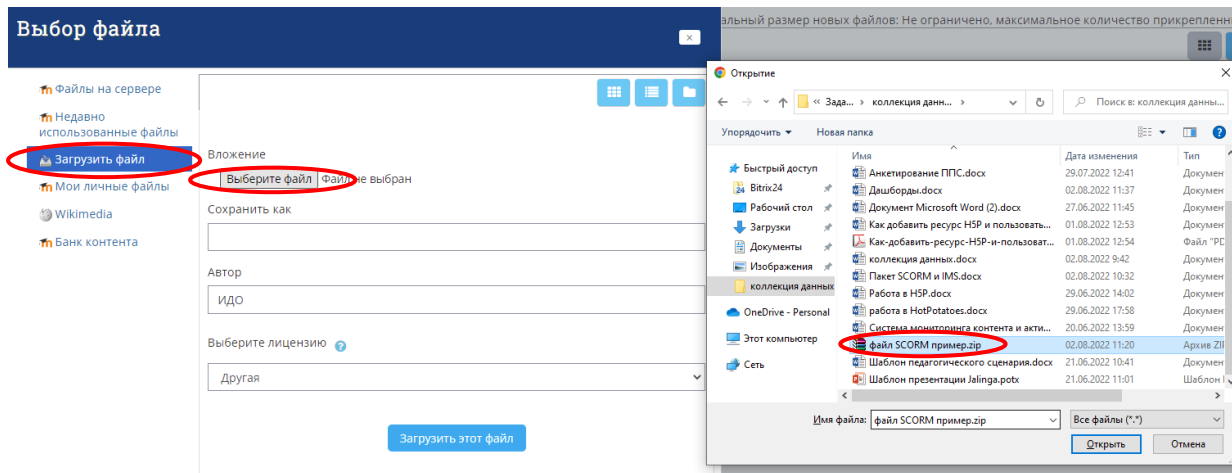 Выбор файла
×
альный размер новых файлов: Не ограничено, максимальное количество
Файлы на сервере
Недавно
использованные файлы
Загрузить файл
Мои личные файлы
Wikimedia
Банк контента
Вложение
Выберите файл Файл не выбран
Сохранить как
Автор
ИДО
Выберите лицензию ?
Другая
Загрузить этот файл
Открытие
« Зада... › коллекция данн... ›
Поиск в: коллекция данны...
Упорядочить Новая папка
Быстрый доступ
Bitrix24
Рабочий стол
Загрузки
Документы
Изображения
коллекция данных
OneDrive - Personal
Этот компьютер
Сеть
Имя Дата изменения Тип
Анкетирование ППС.docx 29.07.2022 12:41 Докумен
Дашборды.docx 02.08.2022 11:37 Докумен
Документ Microsoft Word (2).docx 27.06.2022 11:45 Докумен
Как добавить ресурс H5P и пользовать... 01.08.2022 12:53 Докумен
Как-добавить-ресурс-H5P-и-пользоват... 01.08.2022 12:54 Файл "PD
коллекция данных.docx 02.08.2022 9:42 Докумен
Пакет SCORM и IMS.docx 02.08.2022 10:32 Докумен
Работа в H5P.docx 29.06.2022 14:02 Докумен
работа в HotPotatoes.docx 29.06.2022 17:58 Докумен
Система мониторинга контента и акти... 20.06.2022 13:59 Докумен
файл SCORM пример.zip 02.08.2022 11:20 Архив ZI
Шаблон педагогического сценария.docx 21.06.2022 10:41 Докумен
Шаблон презентации Jalinga.potx 21.06.2022 11:01 Шаблон
Имя файла: файл SCORM пример.zip Все файлы (*.*)
Открыть Отмена